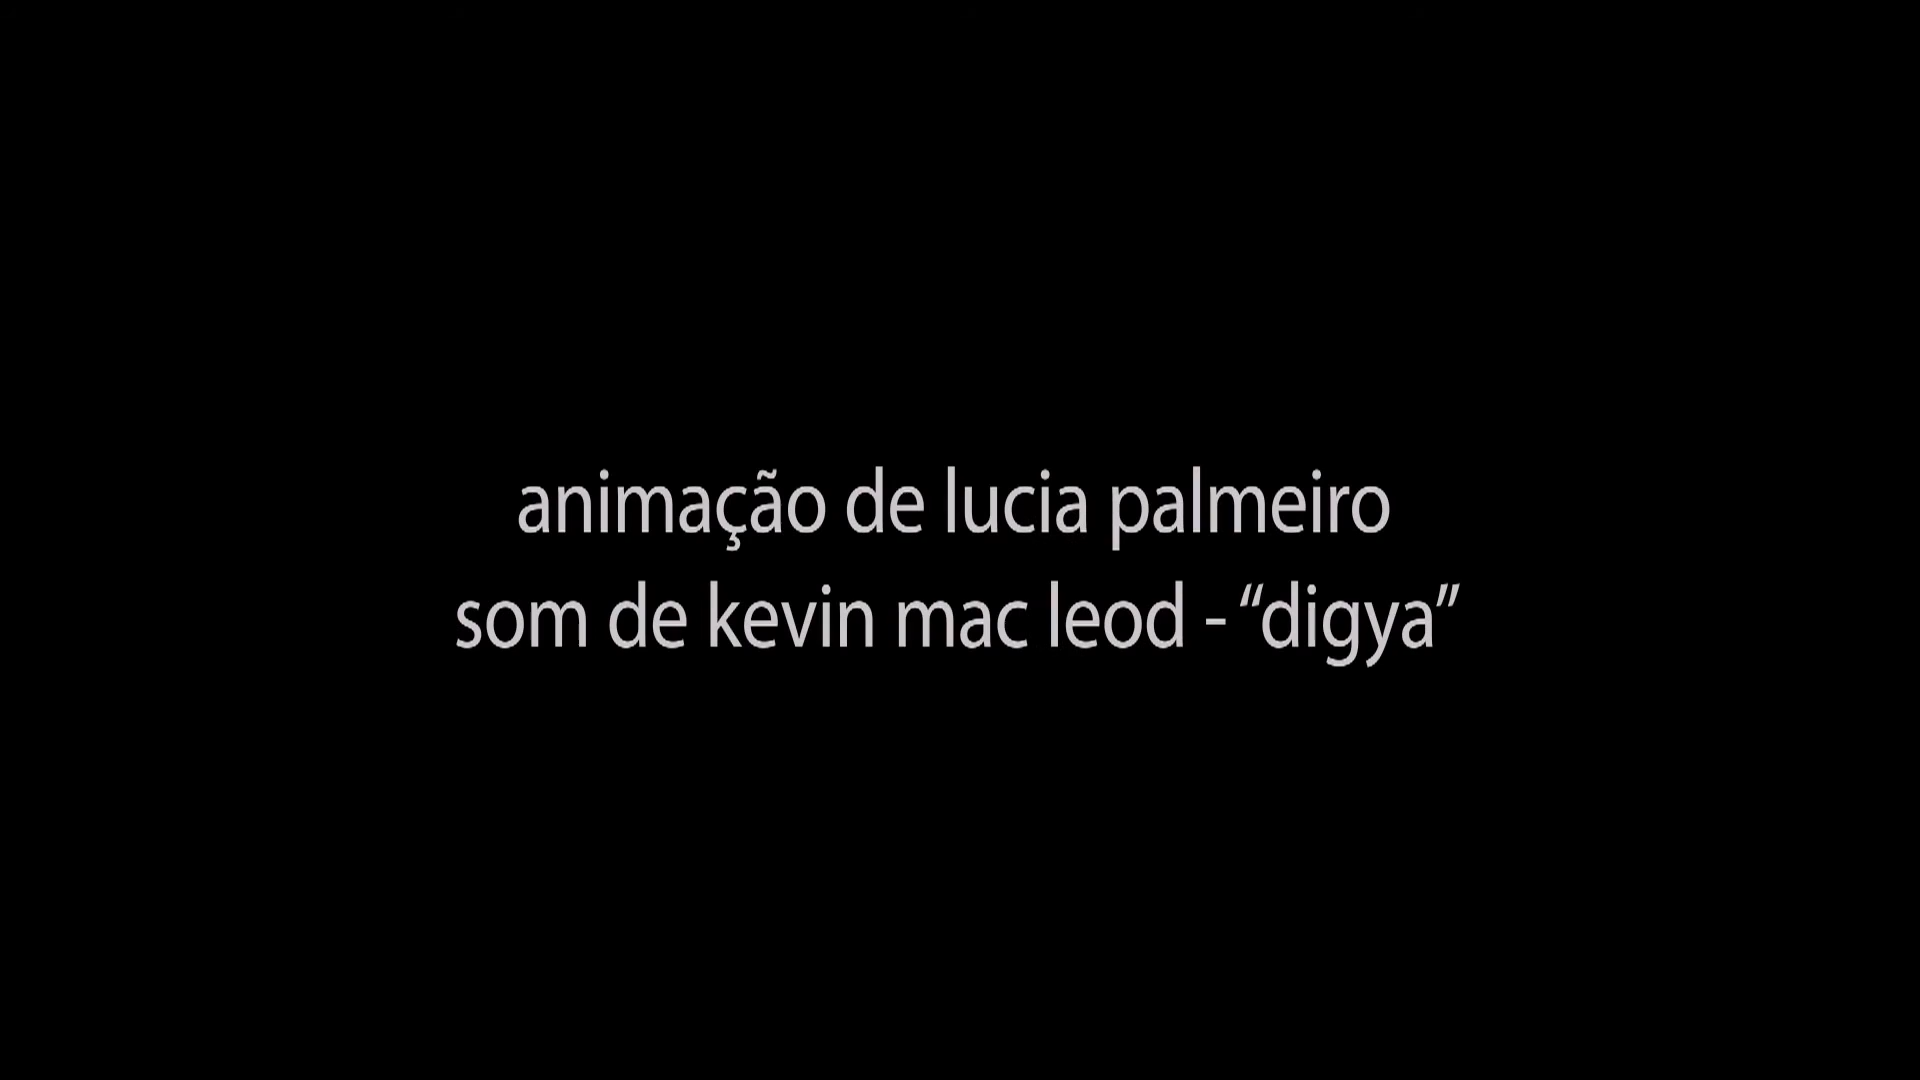 animação de lucia palmeiro
som de kevin mac leod - “digya”